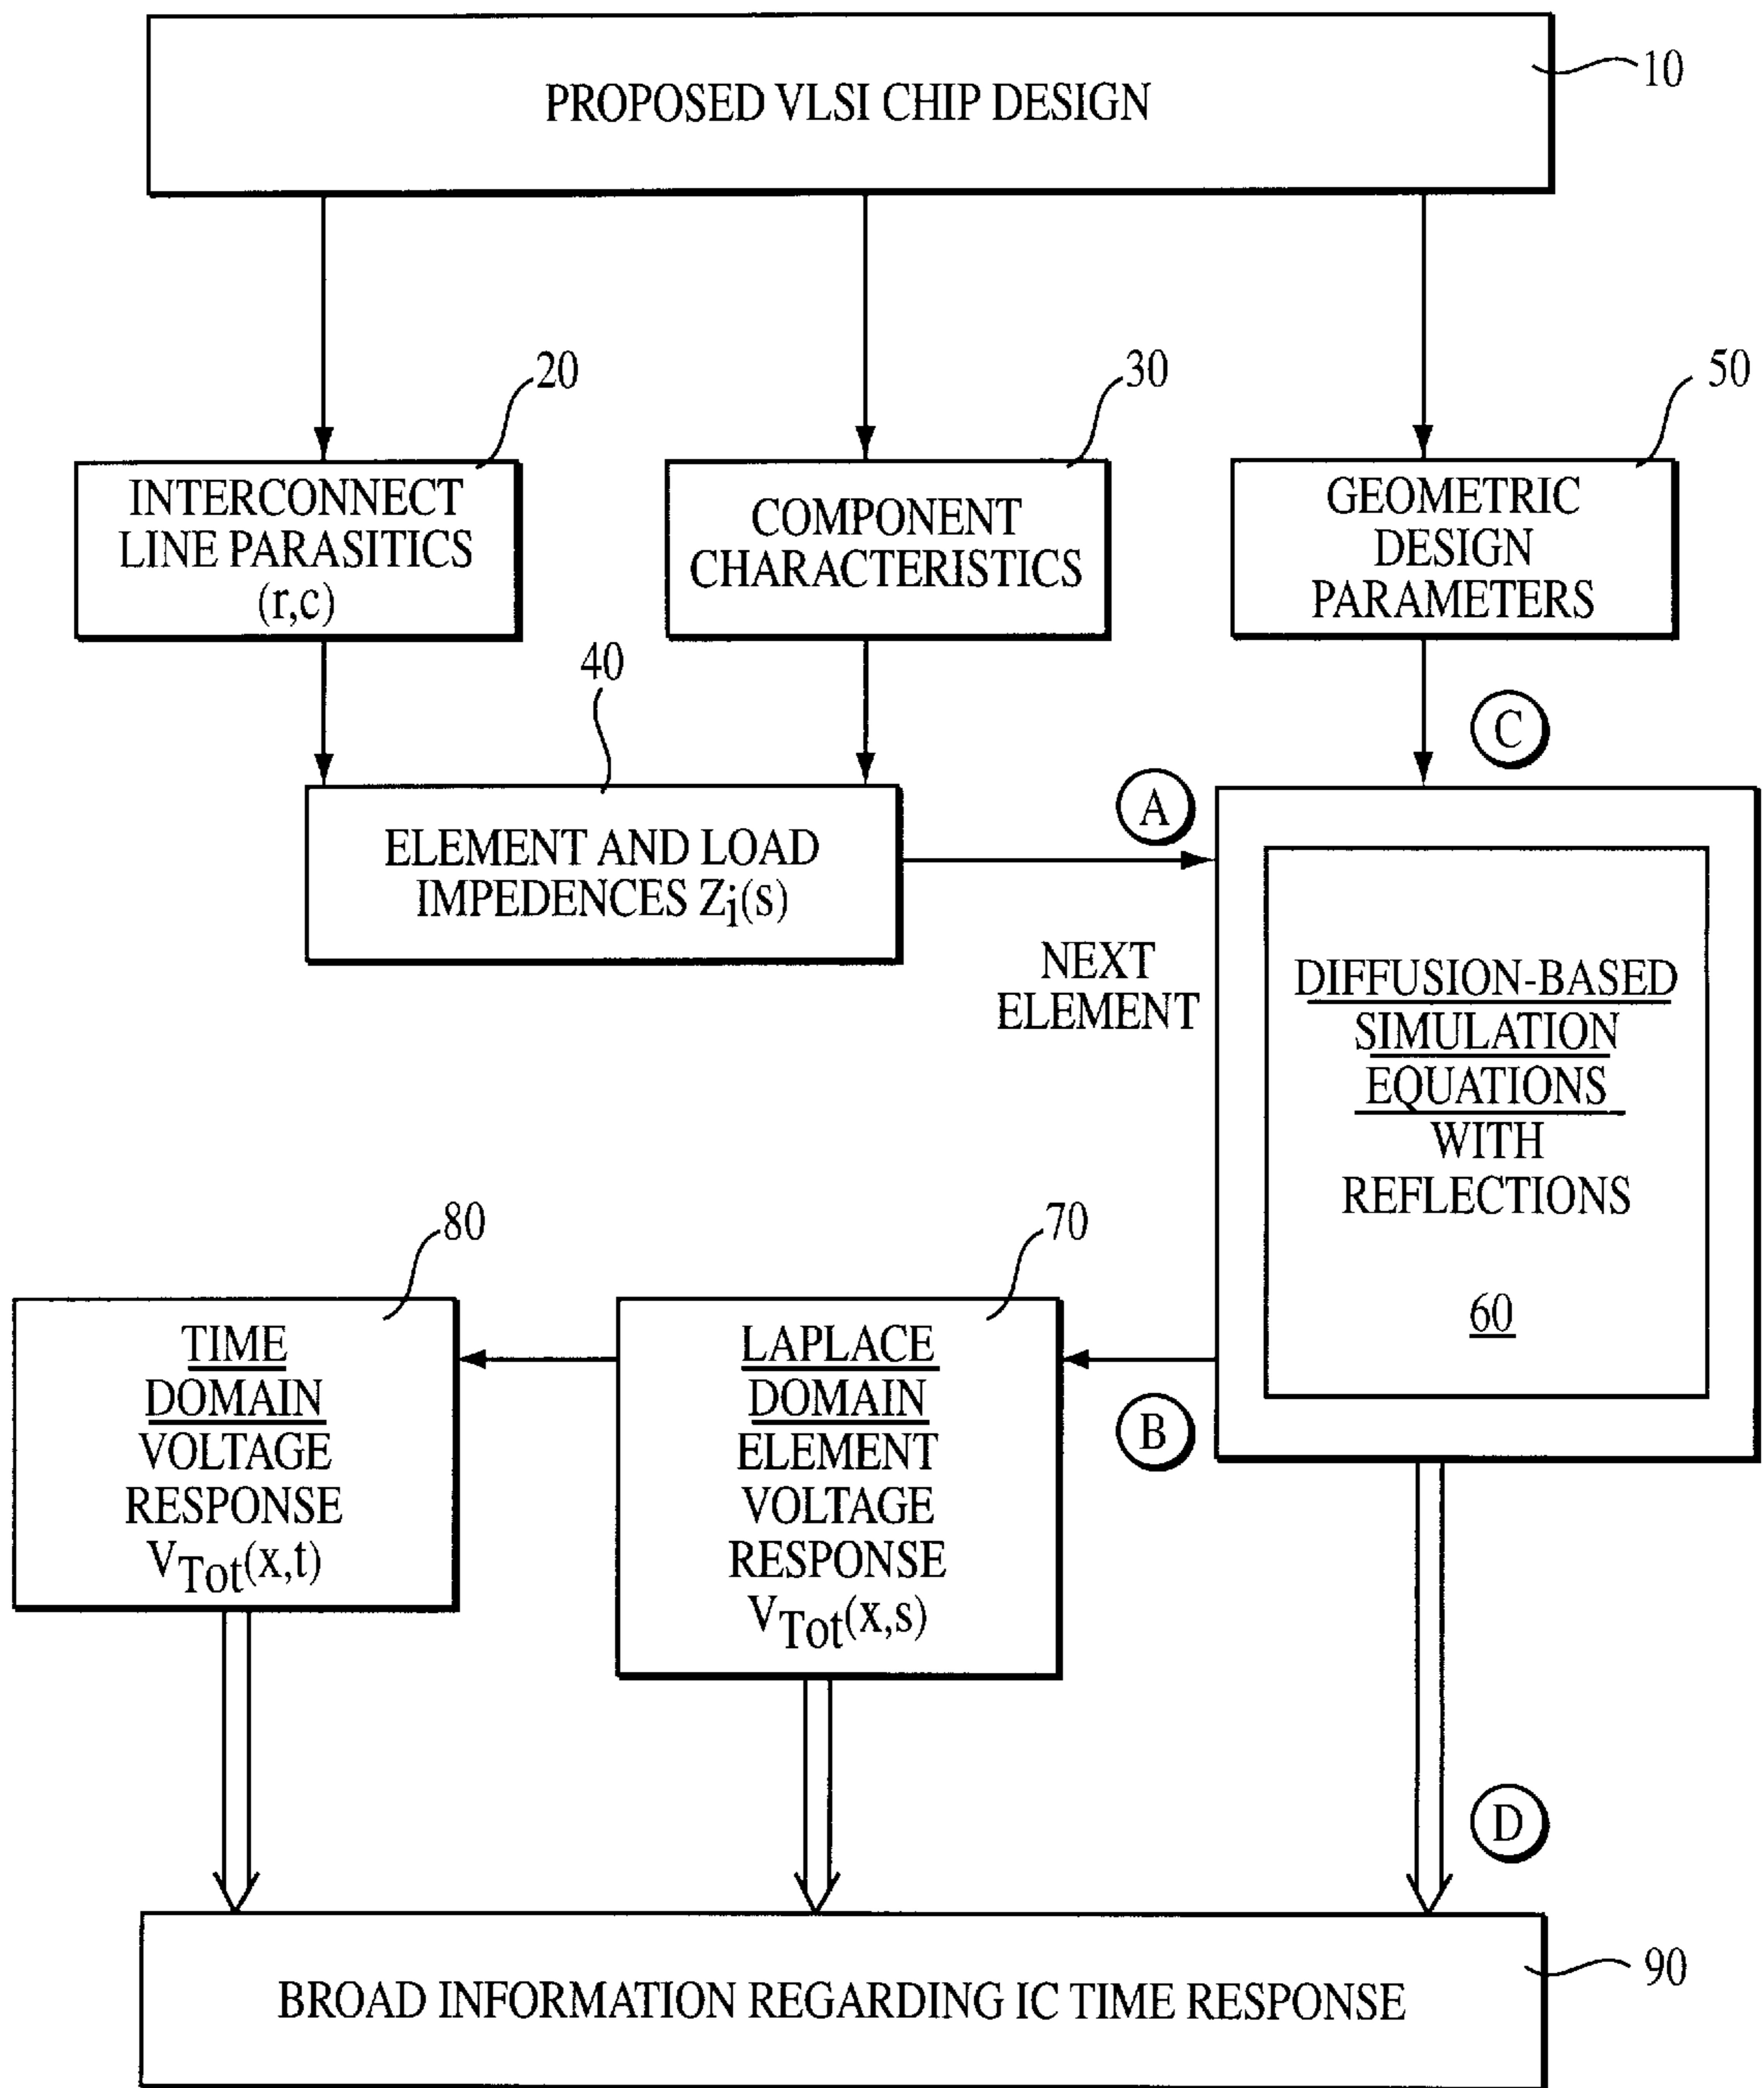 PROPOSED VLSI CHIP DESIGN
10
20
30
50
INTERCONNECT
LINE PARASITICS
(r,c)
COMPONENT
CHARACTERISTICS
GEOMETRIC
DESIGN
PARAMETERS
40
C
A
ELEMENT AND LOAD
IMPEDENCES Zi(s)
NEXT
ELEMENT
DIFFUSION-BASED
SIMULATION
EQUATIONS
WITH
REFLECTIONS
60
80
70
TIME
DOMAIN
VOLTAGE
RESPONSE
VTot(x,t)
LAPLACE
DOMAIN
ELEMENT
VOLTAGE
RESPONSE
VTot(x,s)
B
D
BROAD INFORMATION REGARDING IC TIME RESPONSE
90